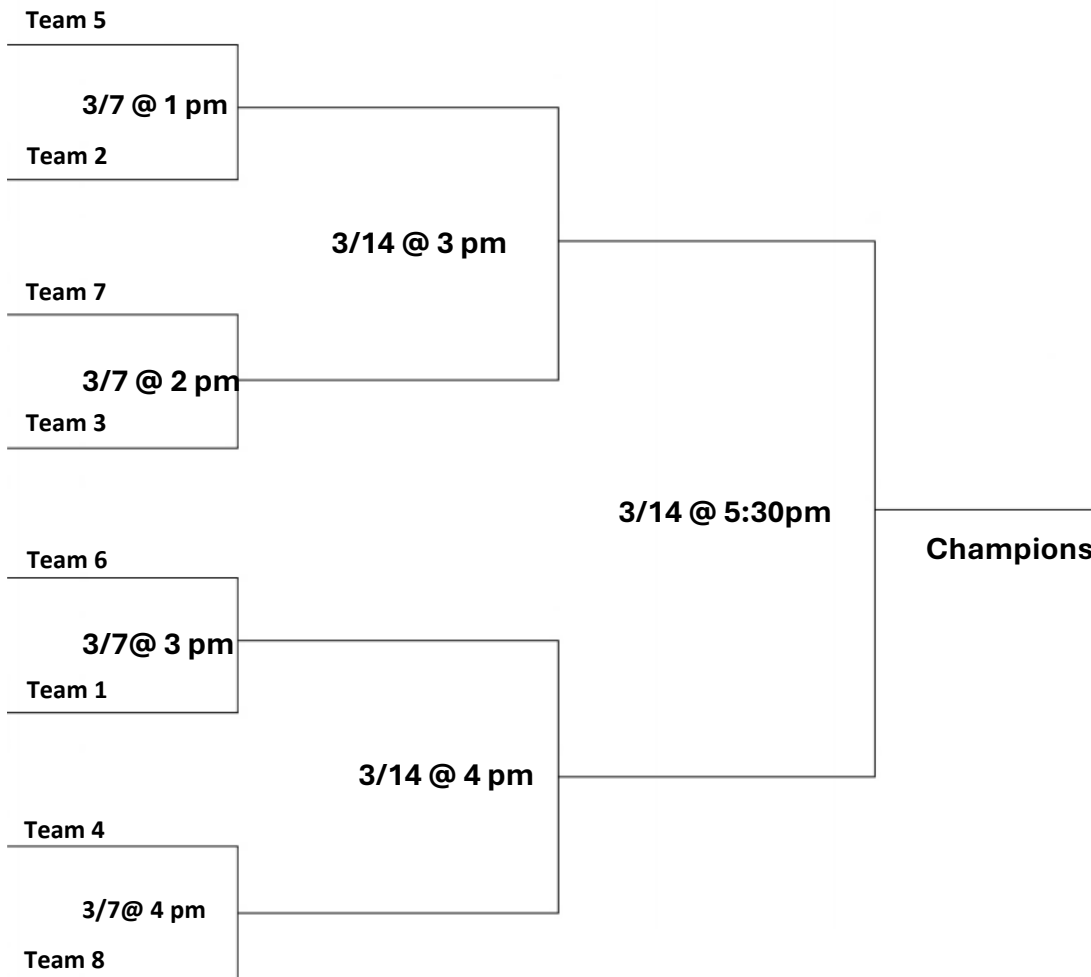 Team 5
3/7 @ 1 pm
Team 2
3/14 @ 3 pm
Team 7
3/7 @ 2 pm
Team 3
3/14 @ 5:30pm
Champions
Team 6
3/7@ 3 pm
Team 1
3/14 @ 4 pm
Team 4
3/7@ 4 pm
Team 8